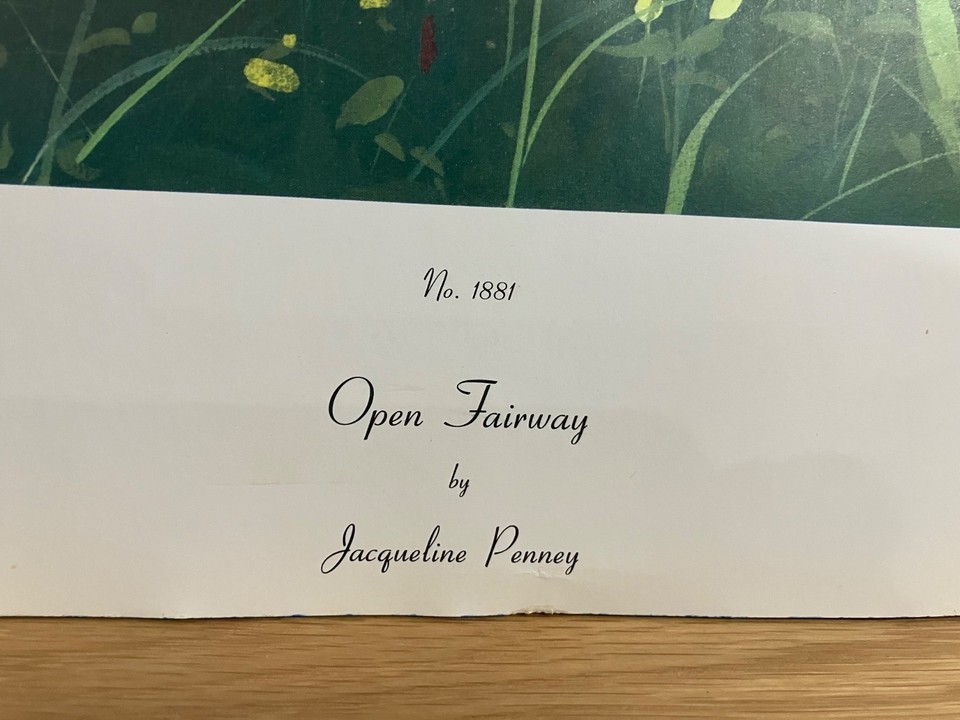 No. 1881
Open Fairway
by
Jacqueline Penney